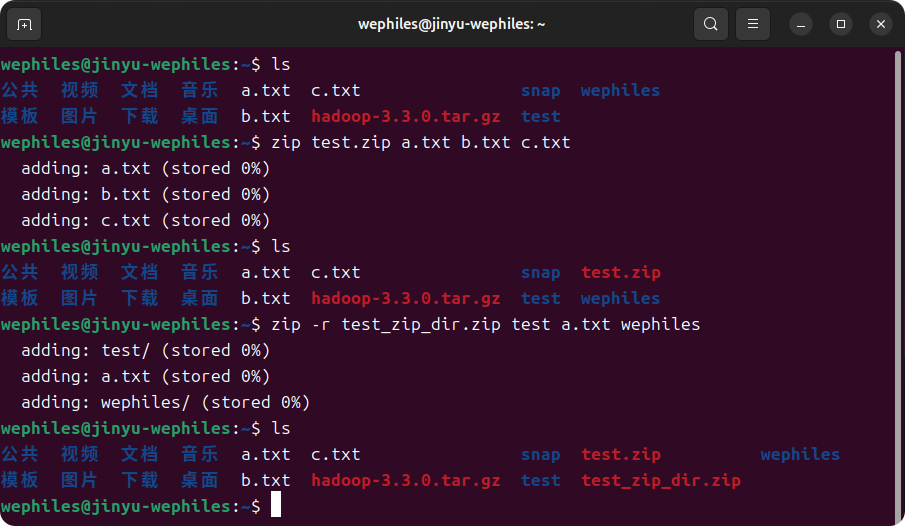 wephiles@jinyu-wephiles: ~
wephiles@jinyu-wephiles:~$ ls
公共  视频  文档  音乐  a.txt  c.txt                snap  wephiles
模板  图片  下载  桌面  b.txt  hadoop-3.3.0.tar.gz  test
wephiles@jinyu-wephiles:~$ zip test.zip a.txt b.txt c.txt
  adding: a.txt (stored 0%)
  adding: b.txt (stored 0%)
  adding: c.txt (stored 0%)
wephiles@jinyu-wephiles:~$ ls
公共  视频  文档  音乐  a.txt  c.txt                snap  test.zip
模板  图片  下载  桌面  b.txt  hadoop-3.3.0.tar.gz  test  wephiles
wephiles@jinyu-wephiles:~$ zip -r test_zip_dir.zip test a.txt wephiles
  adding: test/ (stored 0%)
  adding: a.txt (stored 0%)
  adding: wephiles/ (stored 0%)
wephiles@jinyu-wephiles:~$ ls
公共  视频  文档  音乐  a.txt  c.txt                snap  test.zip          wephiles
模板  图片  下载  桌面  b.txt  hadoop-3.3.0.tar.gz  test  test_zip_dir.zip
wephiles@jinyu-wephiles:~$